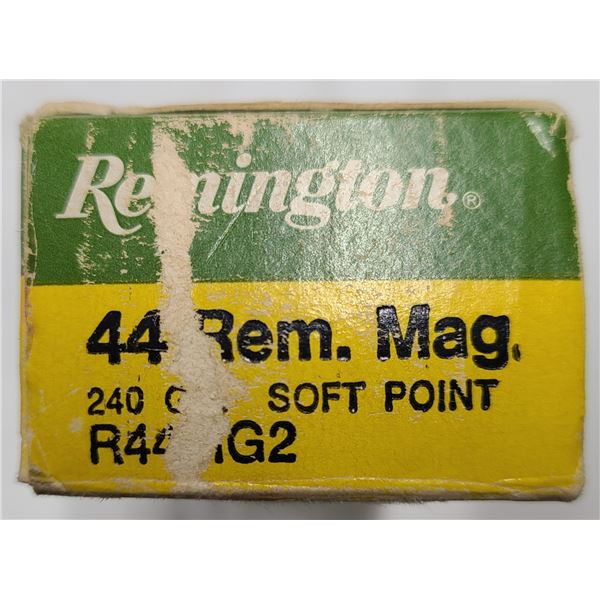 Remington®
44 Rem. Mag.
240 SOFT POINT